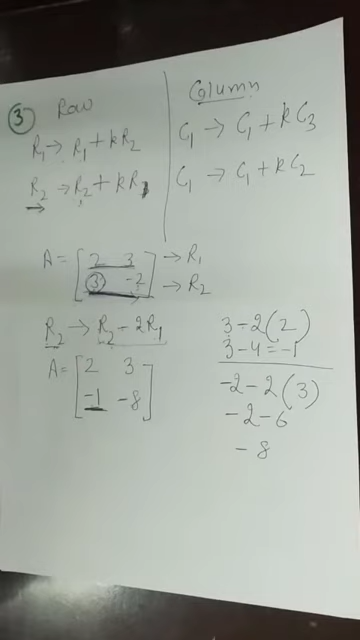 ③ Row
R₁ → R₁ + kR₂
R₂ → R₂ + kR₁
Column
C₁ → C₁ + kC₃
C₁ → C₁ + kC₂
A = [2 3] → R₁
[3 -2] → R₂
R₂ → R₂ - 2R₁
A = [2 3]
[-1 -8]
3 - 2(2)
3 - 4 = -1
-2 - 2(3)
-2 - 6
- 8